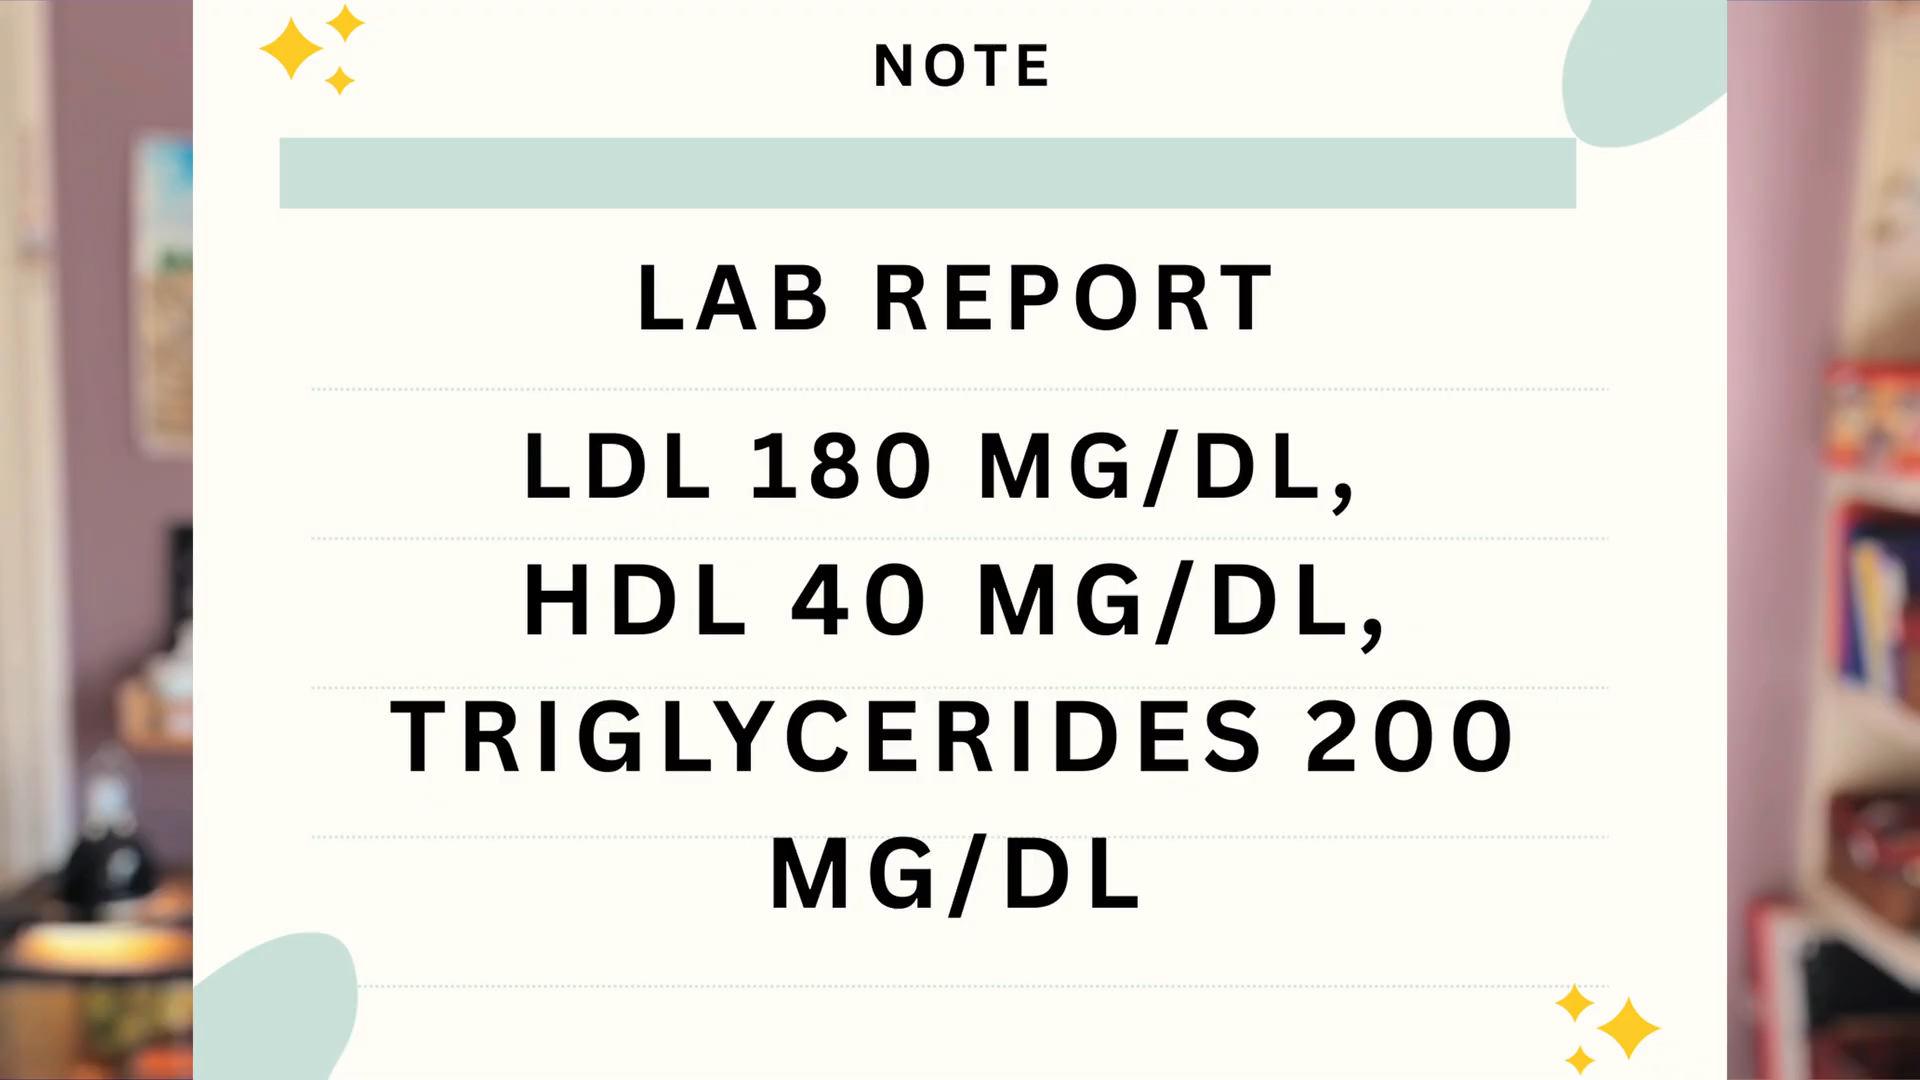 NOTE
LAB REPORT
LDL 180 MG/DL,
HDL 40 MG/DL,
TRIGLYCERIDES 200
MG/DL